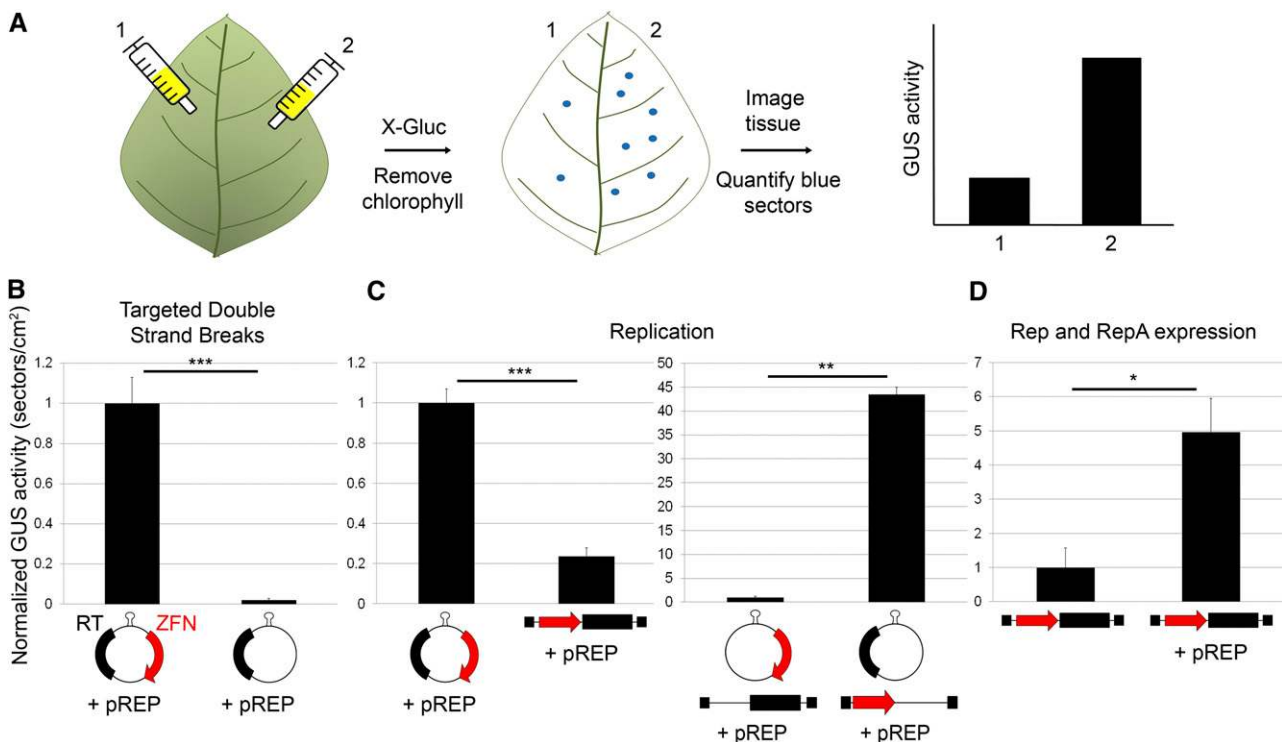 A
1
2
X-Gluc
Remove
chlorophyll
1 2
Image
tissue
Quantify blue
sectors
GUS activity
1 2
B
Targeted Double
Strand Breaks
Normalized GUS activity (sectors/cm²)
1.2
1
0.8
0.6
0.4
0.2
0
***
RT
ZFN
+ pREP
+ pREP
C
Replication
1.2
1
0.8
0.6
0.4
0.2
0
***
+ pREP
+ pREP
50
45
40
35
30
25
20
15
10
5
0
**
+ pREP
+ pREP
D
Rep and RepA expression
7
6
5
4
3
2
1
0
*
+ pREP